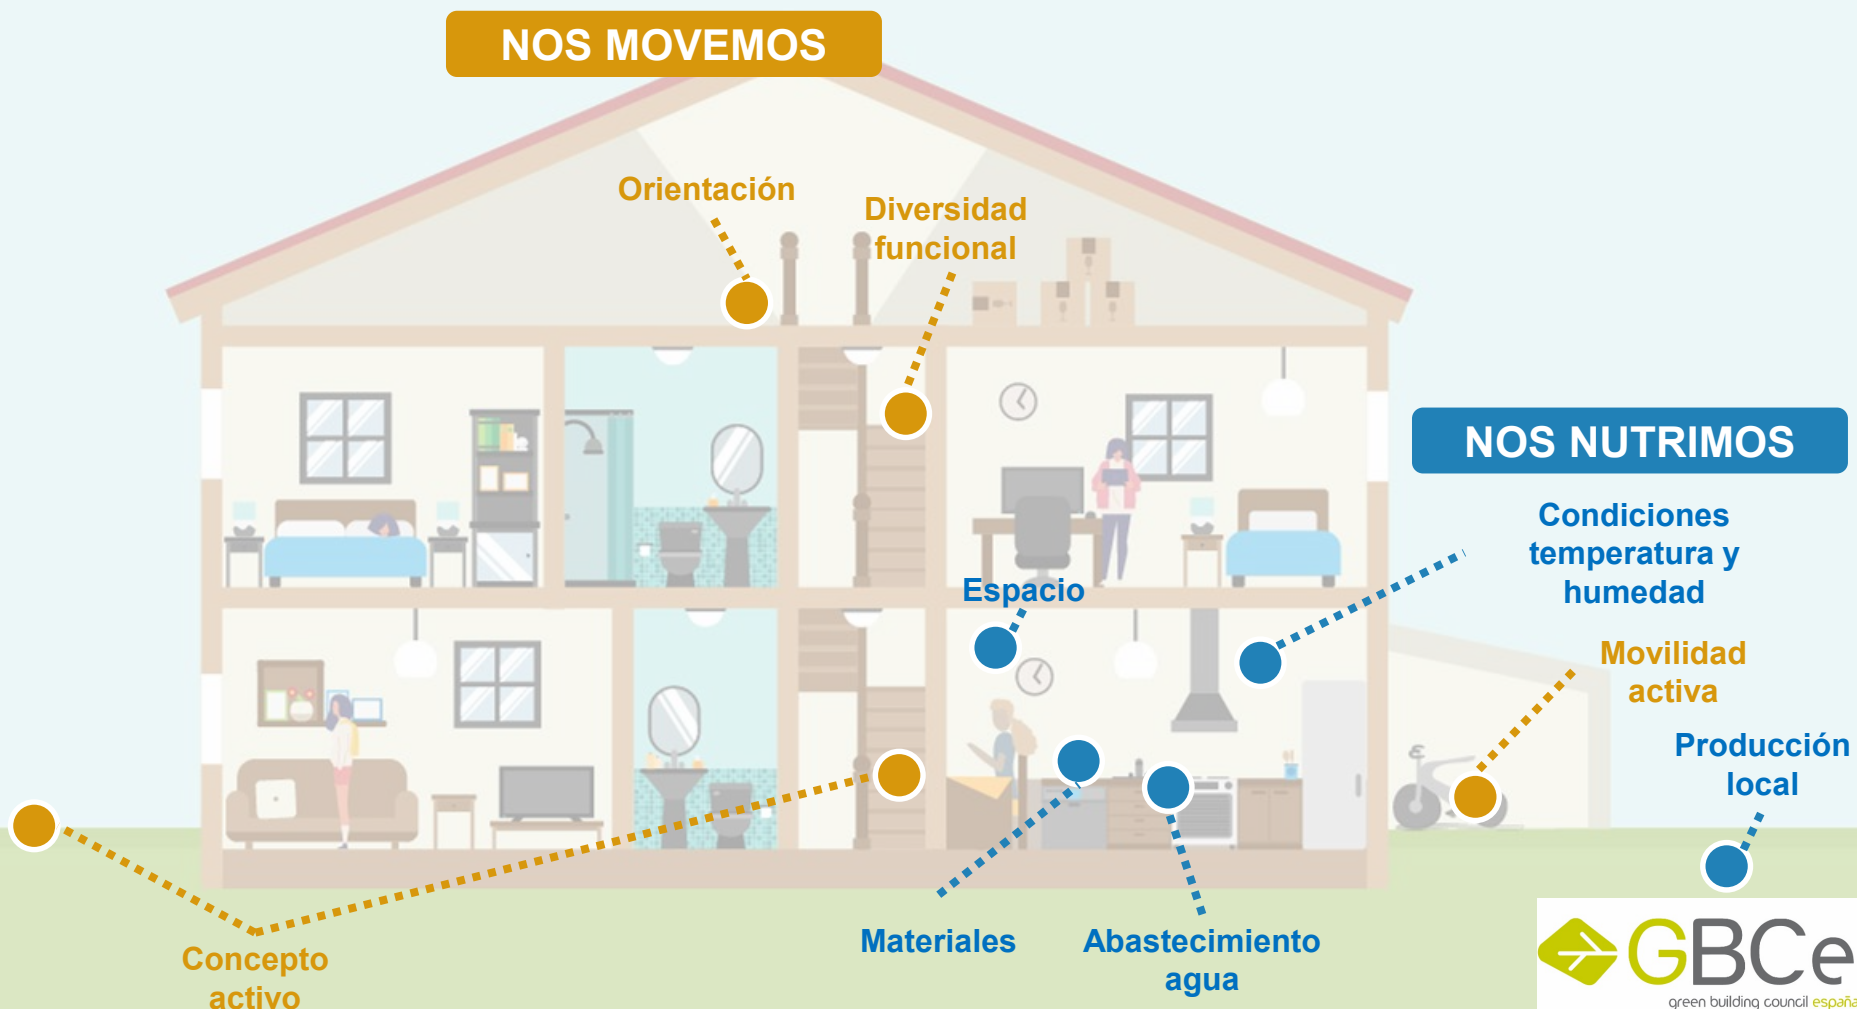 NOS MOVEMOS
Orientación
Diversidad
funcional
NOS NUTRIMOS
Condiciones
temperatura y
humedad
Espacio
Movilidad
activa
Producción
local
Materiales
Abastecimiento
agua
Concepto
activo
GBCe
green building council españa